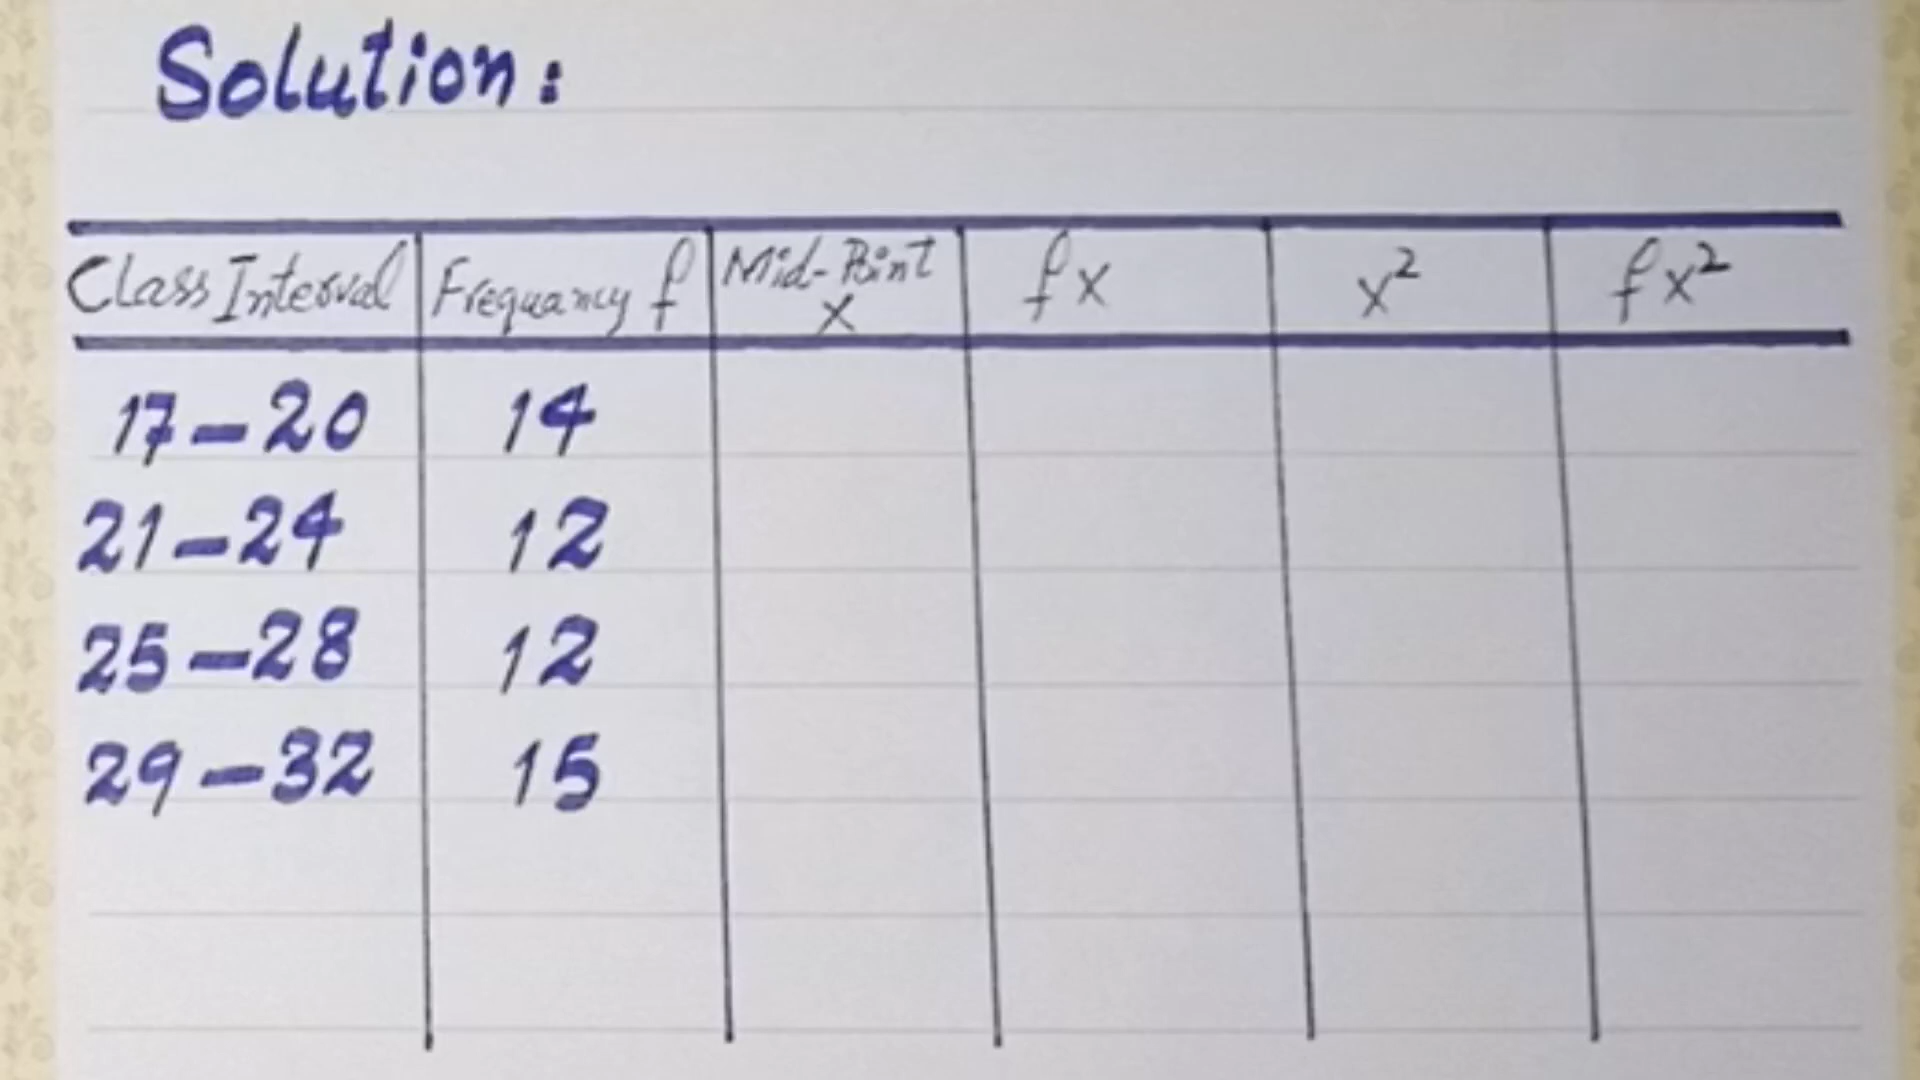 Solution:
Class Interval Frequancy f Mid-Point x fx x² fx²
17-20 14
21-24 12
25-28 12
29-32 15